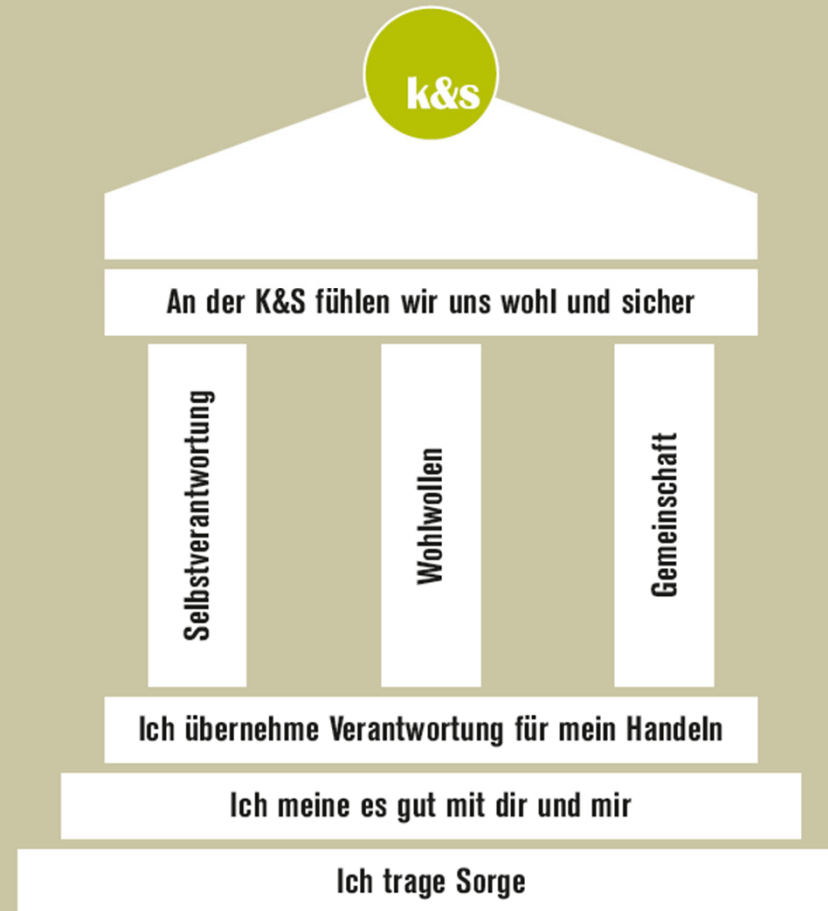 k&s
An der K&S fühlen wir uns wohl und sicher
Selbstverantwortung
Wohlwollen
Gemeinschaft
Ich übernehme Verantwortung für mein Handeln
Ich meine es gut mit dir und mir
Ich trage Sorge